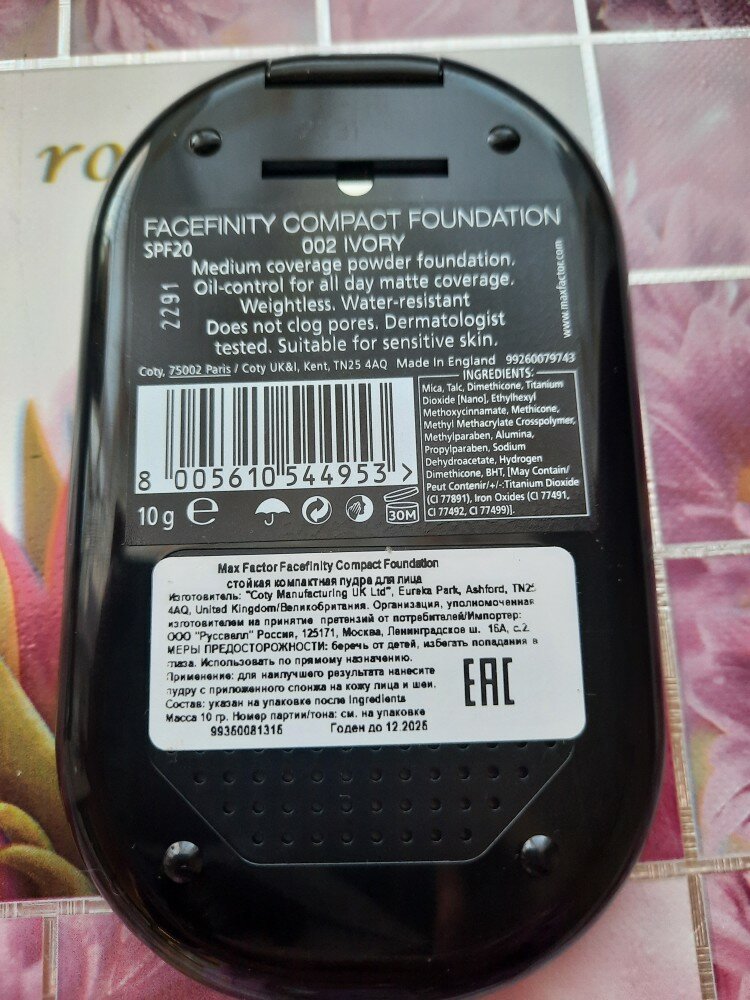 ro
FACEFINITY COMPACT FOUNDATION
SPF20
002 IVORY
Medium coverage powder foundation.
Oil-control for all day matte coverage.
Weightless. Water-resistant
Does not clog pores. Dermatologist
tested. Suitable for sensitive skin.
2291
www.maxfactor.com
Coty, 75002 Paris / Coty UK&I, Kent, TN25 4AQ Made in England 99260079743
INGREDIENTS:
Mica, Talc, Dimethicone, Titanium
Dioxide [Nano], Ethylhexyl
Methoxycinnamate, Methicone,
Methyl Methacrylate Crosspolymer,
Methylparaben, Alumina,
Propylparaben, Sodium
Dehydroacetate, Hydrogen
Dimethicone, BHT, [May Contain/
Peut Contenir/+/-:Titanium Dioxide
(CI 77891), Iron Oxides (CI 77491,
CI 77492, CI 77499)].
8 005610 544953 >
10 g e
30M
Max Factor Facefinity Compact Foundation
стойкая компактная пудра для лица
Изготовитель: "Coty Manufacturing UK Ltd", Eureka Park, Ashford, TN25
4AQ, United Kingdom/Великобритания. Организация, уполномоченная
изготовителем на принятие претензий от потребителей/Импортер:
ООО "Руссвелл" Россия, 125171, Москва, Ленинградское ш. 16А, с.2
МЕРЫ ПРЕДОСТОРОЖНОСТИ: беречь от детей, избегать попадания в
глаза. Использовать по прямому назначению.
Применение: для наилучшего результата нанесите
пудру с приложенного спонжа на кожу лица и шеи.
Состав: указан на упаковке после Ingredients
Масса 10 гр. Номер партии/тона: см. на упаковке
99350081315 Годен до 12.2025
EAC